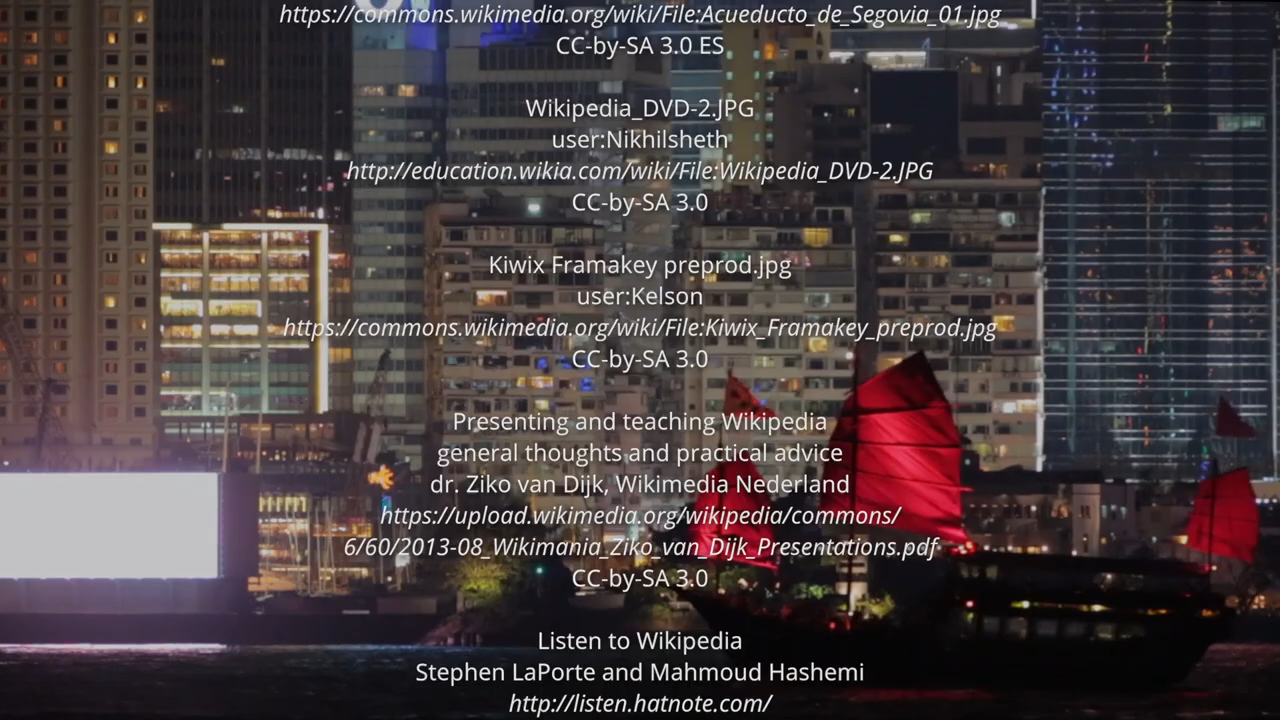 https://commons.wikimedia.org/wiki/File:Acueducto_de_Segovia_01.jpg
CC-by-SA 3.0 ES
Wikipedia_DVD-2.JPG
user:Nikhilsheth
http://education.wikia.com/wiki/File:Wikipedia_DVD-2.JPG
CC-by-SA 3.0
Kiwix Framakey preprod.jpg
user:Kelson
https://commons.wikimedia.org/wiki/File:Kiwix_Framakey_preprod.jpg
CC-by-SA 3.0
Presenting and teaching Wikipedia
general thoughts and practical advice
dr. Ziko van Dijk, Wikimedia Nederland
https://upload.wikimedia.org/wikipedia/commons/
6/60/2013-08_Wikimania_Ziko_van_Dijk_Presentations.pdf
CC-by-SA 3.0
Listen to Wikipedia
Stephen LaPorte and Mahmoud Hashemi
http://listen.hatnote.com/